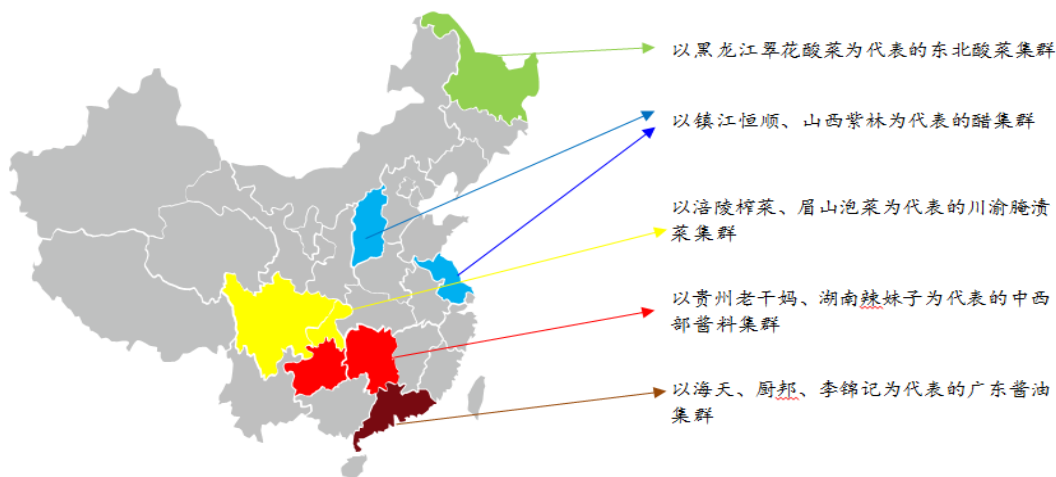 以黑龙江翠花酸菜为代表的东北酸菜集群
以镇江恒顺、山西紫林为代表的醋集群
以涪陵榨菜、眉山泡菜为代表的川渝腌渍
菜集群
以贵州老干妈、湖南辣妹子为代表的中西
部酱料集群
以海天、厨邦、李锦记为代表的广东酱油
集群